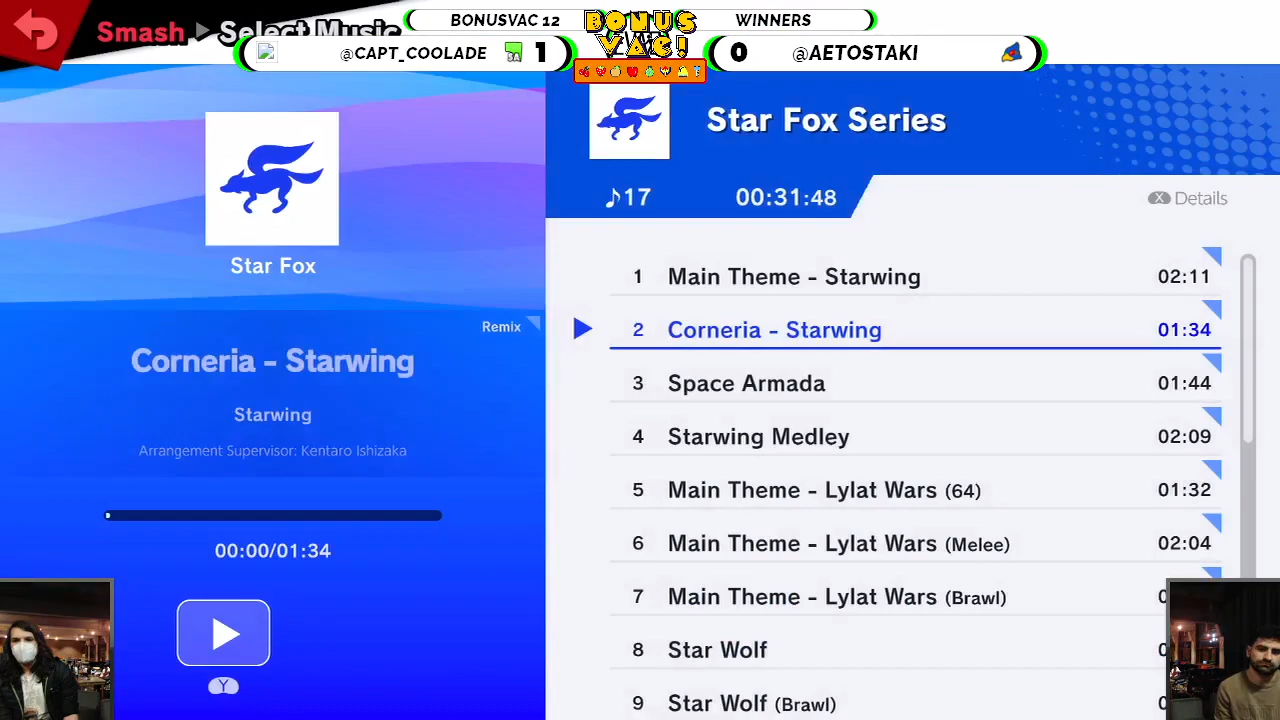 Smash ▶ Select Music
BONUSVAC 12
BONUS
VAC!
WINNERS
@CAPT_COOLADE
1
0
@AETOSTAKI
Star Fox
Remix
Corneria - Starwing
Starwing
Arrangement Supervisor: Kentaro Ishizaka
00:00/01:34
Y
Star Fox Series
♪17 00:31:48
X Details
1 Main Theme - Starwing 02:11
2 Corneria - Starwing 01:34
3 Space Armada 01:44
4 Starwing Medley 02:09
5 Main Theme - Lylat Wars (64) 01:32
6 Main Theme - Lylat Wars (Melee) 02:04
7 Main Theme - Lylat Wars (Brawl)
8 Star Wolf
9 Star Wolf (Brawl)